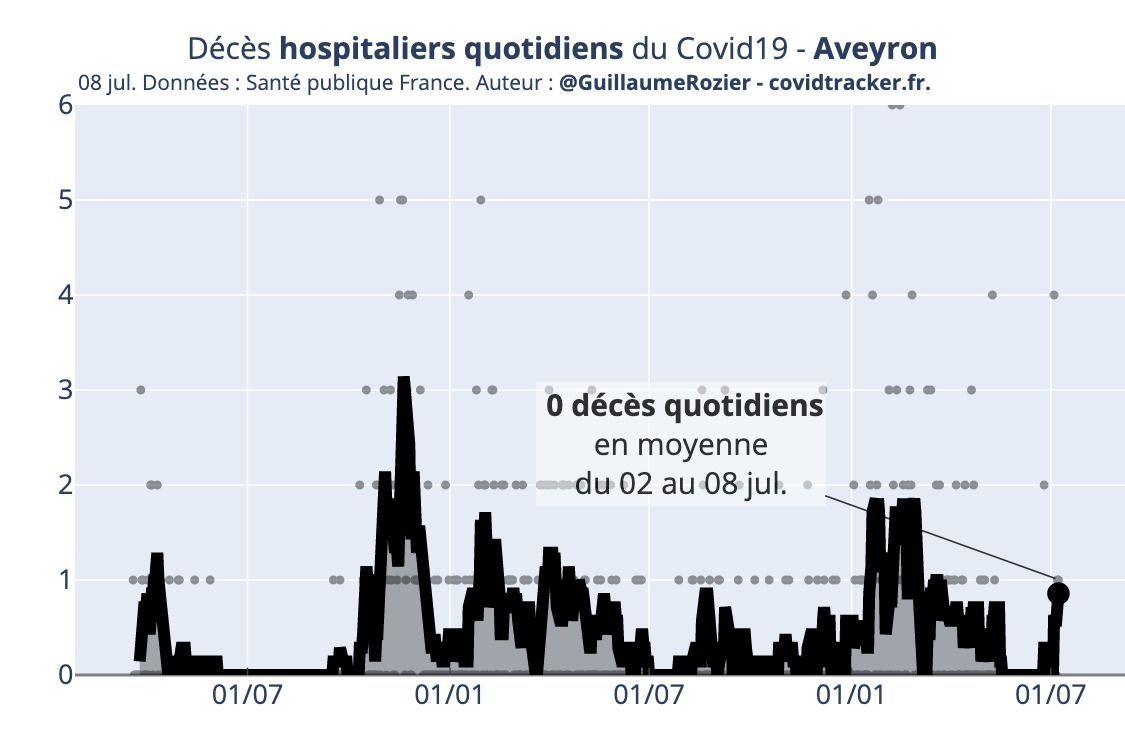 Décès hospitaliers quotidiens du Covid19 - Aveyron
08 jul. Données : Santé publique France. Auteur : @GuillaumeRozier - covidtracker.fr.
6
5
4
3
0 décès quotidiens
en moyenne
2
du 02 au 08 jul.
1
0
01/07 01/01 01/07 01/01 01/07